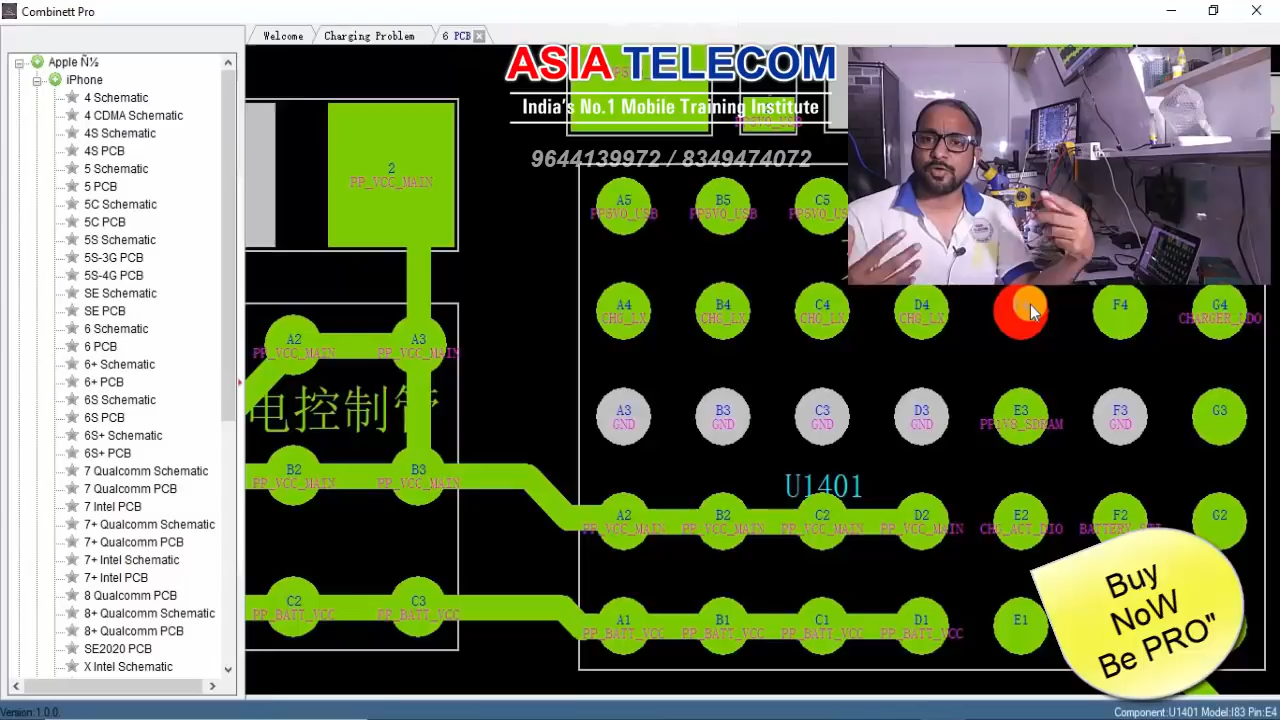 Combinett Pro
Welcome
Charging Problem
6 PCB
Apple Ñ½
iPhone
4 Schematic
4 CDMA Schematic
4S Schematic
4S PCB
5 Schematic
5 PCB
5C Schematic
5C PCB
5S Schematic
5S-3G PCB
5S-4G PCB
SE Schematic
SE PCB
6 Schematic
6 PCB
6+ Schematic
6+ PCB
6S Schematic
6S PCB
6S+ Schematic
6S+ PCB
7 Qualcomm Schematic
7 Qualcomm PCB
7 Intel PCB
7+ Qualcomm Schematic
7+ Qualcomm PCB
7+ Intel Schematic
7+ Intel PCB
8 Qualcomm PCB
8+ Qualcomm Schematic
8+ Qualcomm PCB
SE2020 PCB
X Intel Schematic
ASIA TELECOM
India's No.1 Mobile Training Institute
9644139972 / 8349474072
2
PP_VCC_MAIN
A5 B5 C5
PP5V0_USB PP5V0_USB PP5V0_USB
A4 B4 C4 D4 F4 G4
CHG_LX CHG_LX CHG_LX CHG_LX CHARGER_LDO
A2 A3
PP_VCC_MAIN PP_VCC_MAIN
电控制管
A3 B3 C3 D3 E3 F3 G3
GND GND GND GND PP1V8_SDRAM GND
U1401
B2 B3
PP_VCC_MAIN PP_VCC_MAIN
A2 B2 C2 D2 E2 F2 G2
PP_VCC_MAIN PP_VCC_MAIN PP_VCC_MAIN PP_VCC_MAIN CHG_ACT_DIO
C2 C3
PP_BATT_VCC PP_BATT_VCC
A1 B1 C1 D1 E1
PP_BATT_VCC PP_BATT_VCC PP_BATT_VCC PP_BATT_VCC
Buy
NoW
Be PRO"
Version:1.0.0.
Component:U1401 Model:I83 Pin:E4